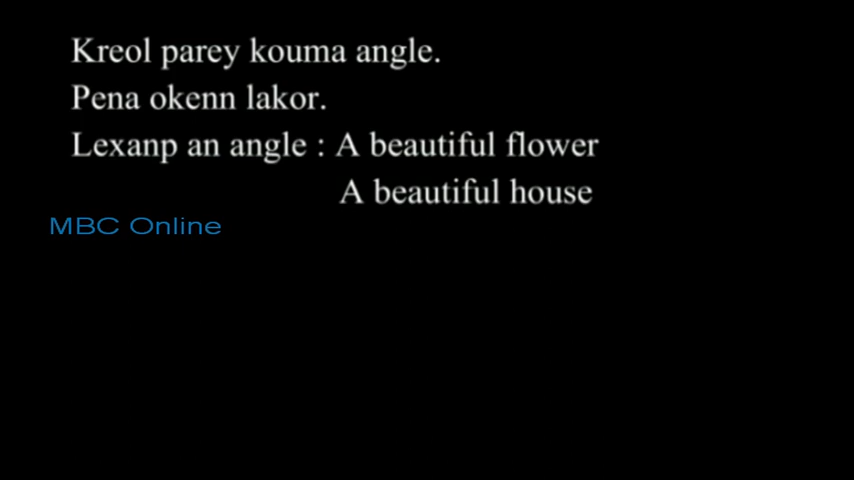 Kreol parey kouma angle.
Pena okenn lakor.
Lexanp an angle : A beautiful flower
A beautiful house
MBC Online